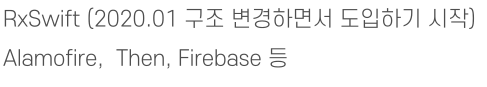 RxSwift (2020.01 구조 변경하면서 도입하기 시작)
Alamofire,  Then, Firebase 등